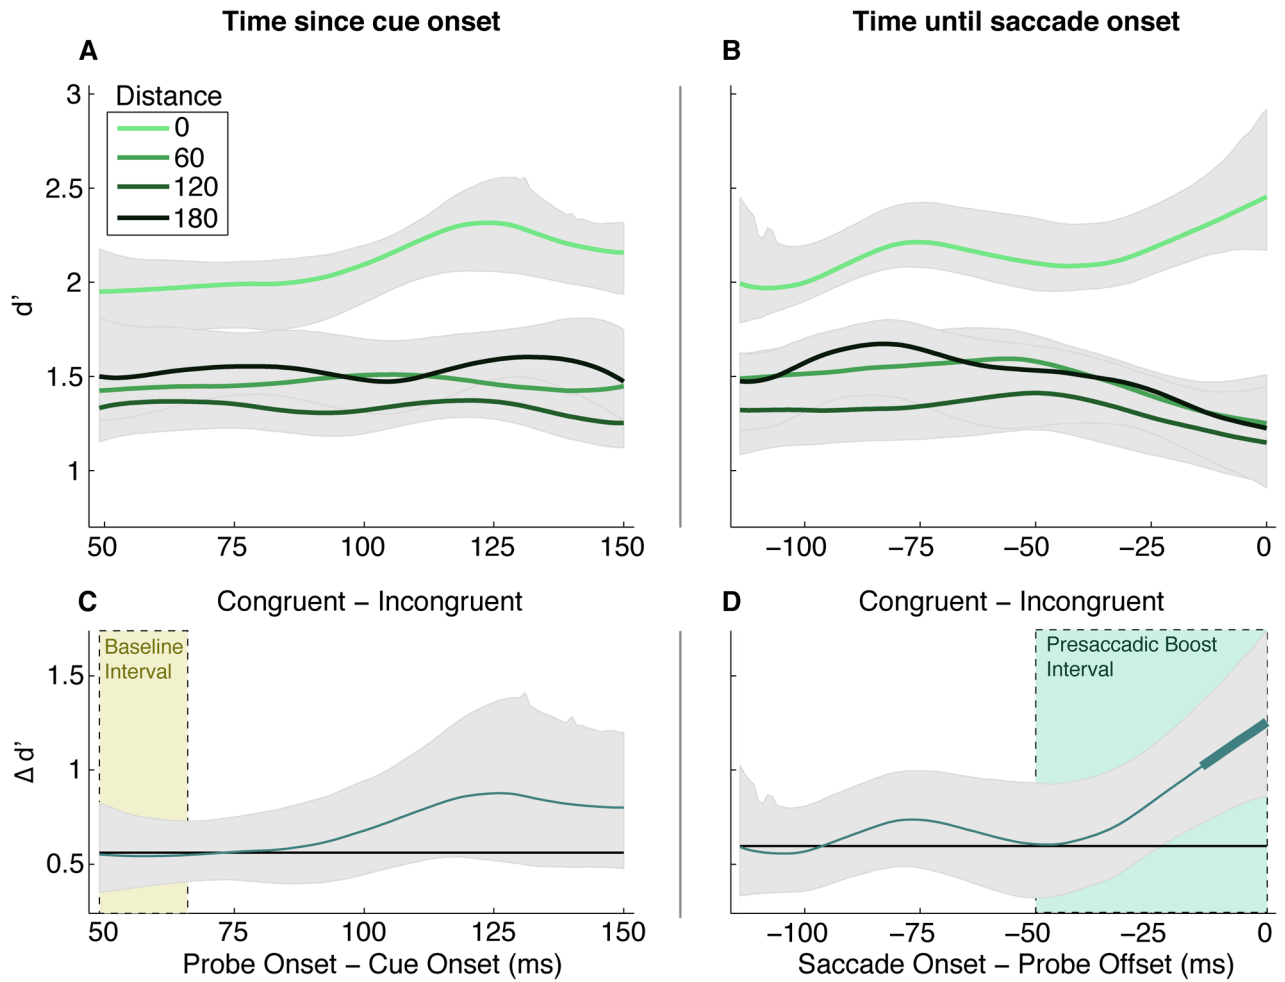 Time since cue onset
Time until saccade onset
A
B
Distance
0
60
120
180
3
2.5
2
1.5
1
d'
50 75 100 125 150
−100 −75 −50 −25 0
C
Congruent − Incongruent
D
Congruent − Incongruent
Baseline
Interval
Presaccadic Boost
Interval
1.5
1
0.5
Δ d'
50 75 100 125 150
−100 −75 −50 −25 0
Probe Onset − Cue Onset (ms)
Saccade Onset − Probe Offset (ms)